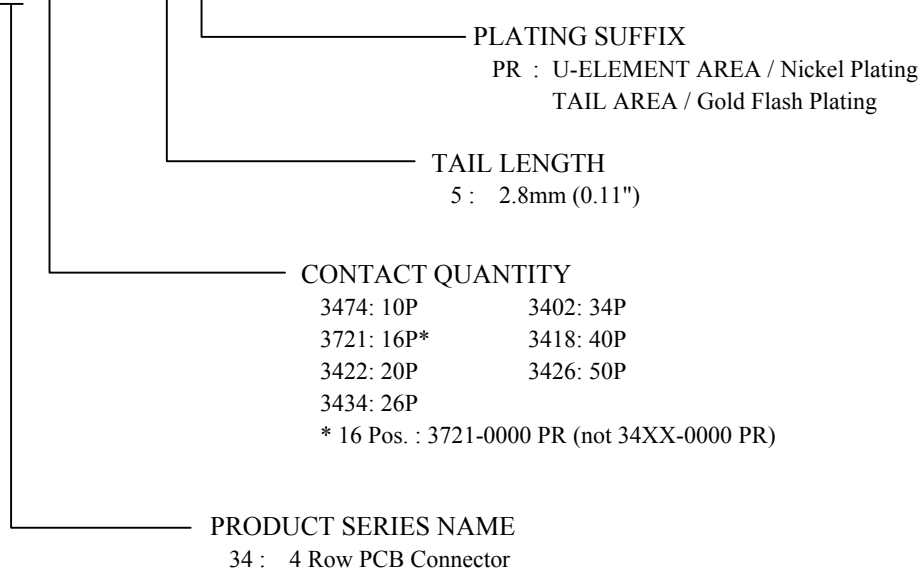 PLATING SUFFIX
PR : U-ELEMENT AREA / Nickel Plating
TAIL AREA / Gold Flash Plating
TAIL LENGTH
5 : 2.8mm (0.11")
CONTACT QUANTITY
3474: 10P 3402: 34P
3721: 16P* 3418: 40P
3422: 20P 3426: 50P
3434: 26P
* 16 Pos. : 3721-0000 PR (not 34XX-0000 PR)
PRODUCT SERIES NAME
34 : 4 Row PCB Connector